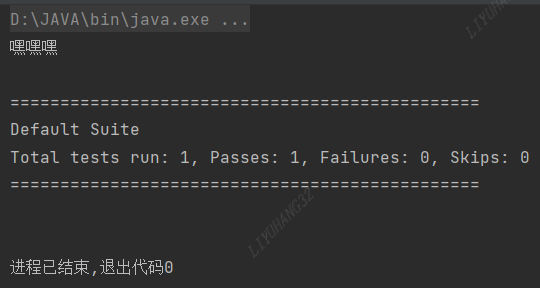 D:\JAVA\bin\java.exe ...
嘿嘿嘿
===============================================
Default Suite
Total tests run: 1, Passes: 1, Failures: 0, Skips: 0
===============================================
进程已结束,退出代码0
LIYUHANG32